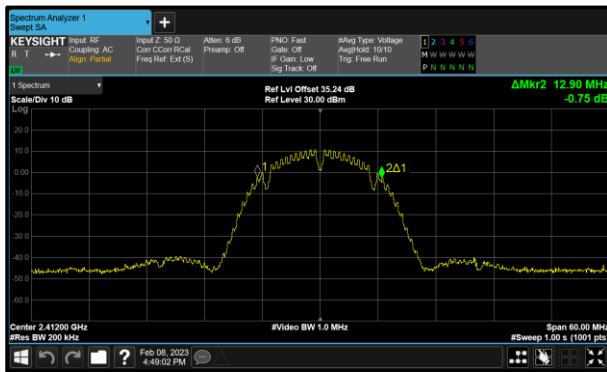 Spectrum Analyzer 1
Swept SA
+
KEYSIGHT
R T
Input: RF
Coupling: AC
Align: Partial
Input Z: 50 Ω
Corr CCorr RCal
Freq Ref: Ext (S)
Atten: 6 dB
Preamp: Off
PNO: Fast
Gate: Off
IF Gain: Low
Sig Track: Off
#Avg Type: Voltage
Avg|Hold: 10/10
Trig: Free Run
1 2 3 4 5 6
M W W W W W
P N N N N N
1 Spectrum
Scale/Div 10 dB
Ref Lvl Offset 35.24 dB
Ref Level 30.00 dBm
ΔMkr2 12.90 MHz
-0.75 dB
Log
20.0
10.0
0.00
-10.0
-20.0
-30.0
-40.0
-50.0
-60.0
1
2Δ1
Center 2.41200 GHz
#Res BW 200 kHz
#Video BW 1.0 MHz
Span 60.00 MHz
#Sweep 1.00 s (1001 pts)
?
Feb 08, 2023
4:49:02 PM